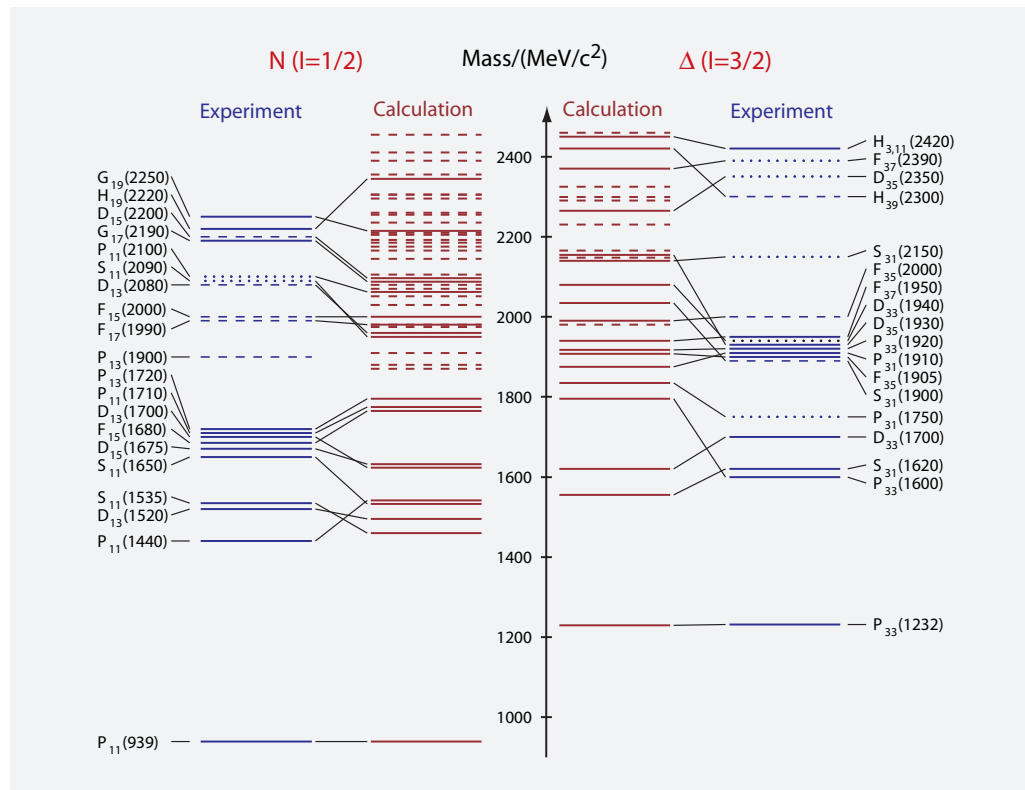 N (I=1/2) Mass/(MeV/c²) Δ (I=3/2)
Experiment Calculation Calculation Experiment
G₁₉(2250)
H₁₉(2220)
D₁₅(2200)
G₁₇(2190)
P₁₁(2100)
S₁₁(2090)
D₁₃(2080)
F₁₅(2000)
F₁₇(1990)
P₁₃(1900)
P₁₃(1720)
P₁₁(1710)
D₁₃(1700)
F₁₅(1680)
D₁₅(1675)
S₁₁(1650)
S₁₁(1535)
D₁₃(1520)
P₁₁(1440)
P₁₁(939)
2400
2200
2000
1800
1600
1400
1200
1000
H₃,₁₁(2420)
F₃₇(2390)
D₃₅(2350)
H₃₉(2300)
S₃₁(2150)
F₃₅(2000)
F₃₇(1950)
D₃₃(1940)
D₃₅(1930)
P₃₃(1920)
P₃₁(1910)
F₃₅(1905)
S₃₁(1900)
P₃₁(1750)
D₃₃(1700)
S₃₁(1620)
P₃₃(1600)
P₃₃(1232)